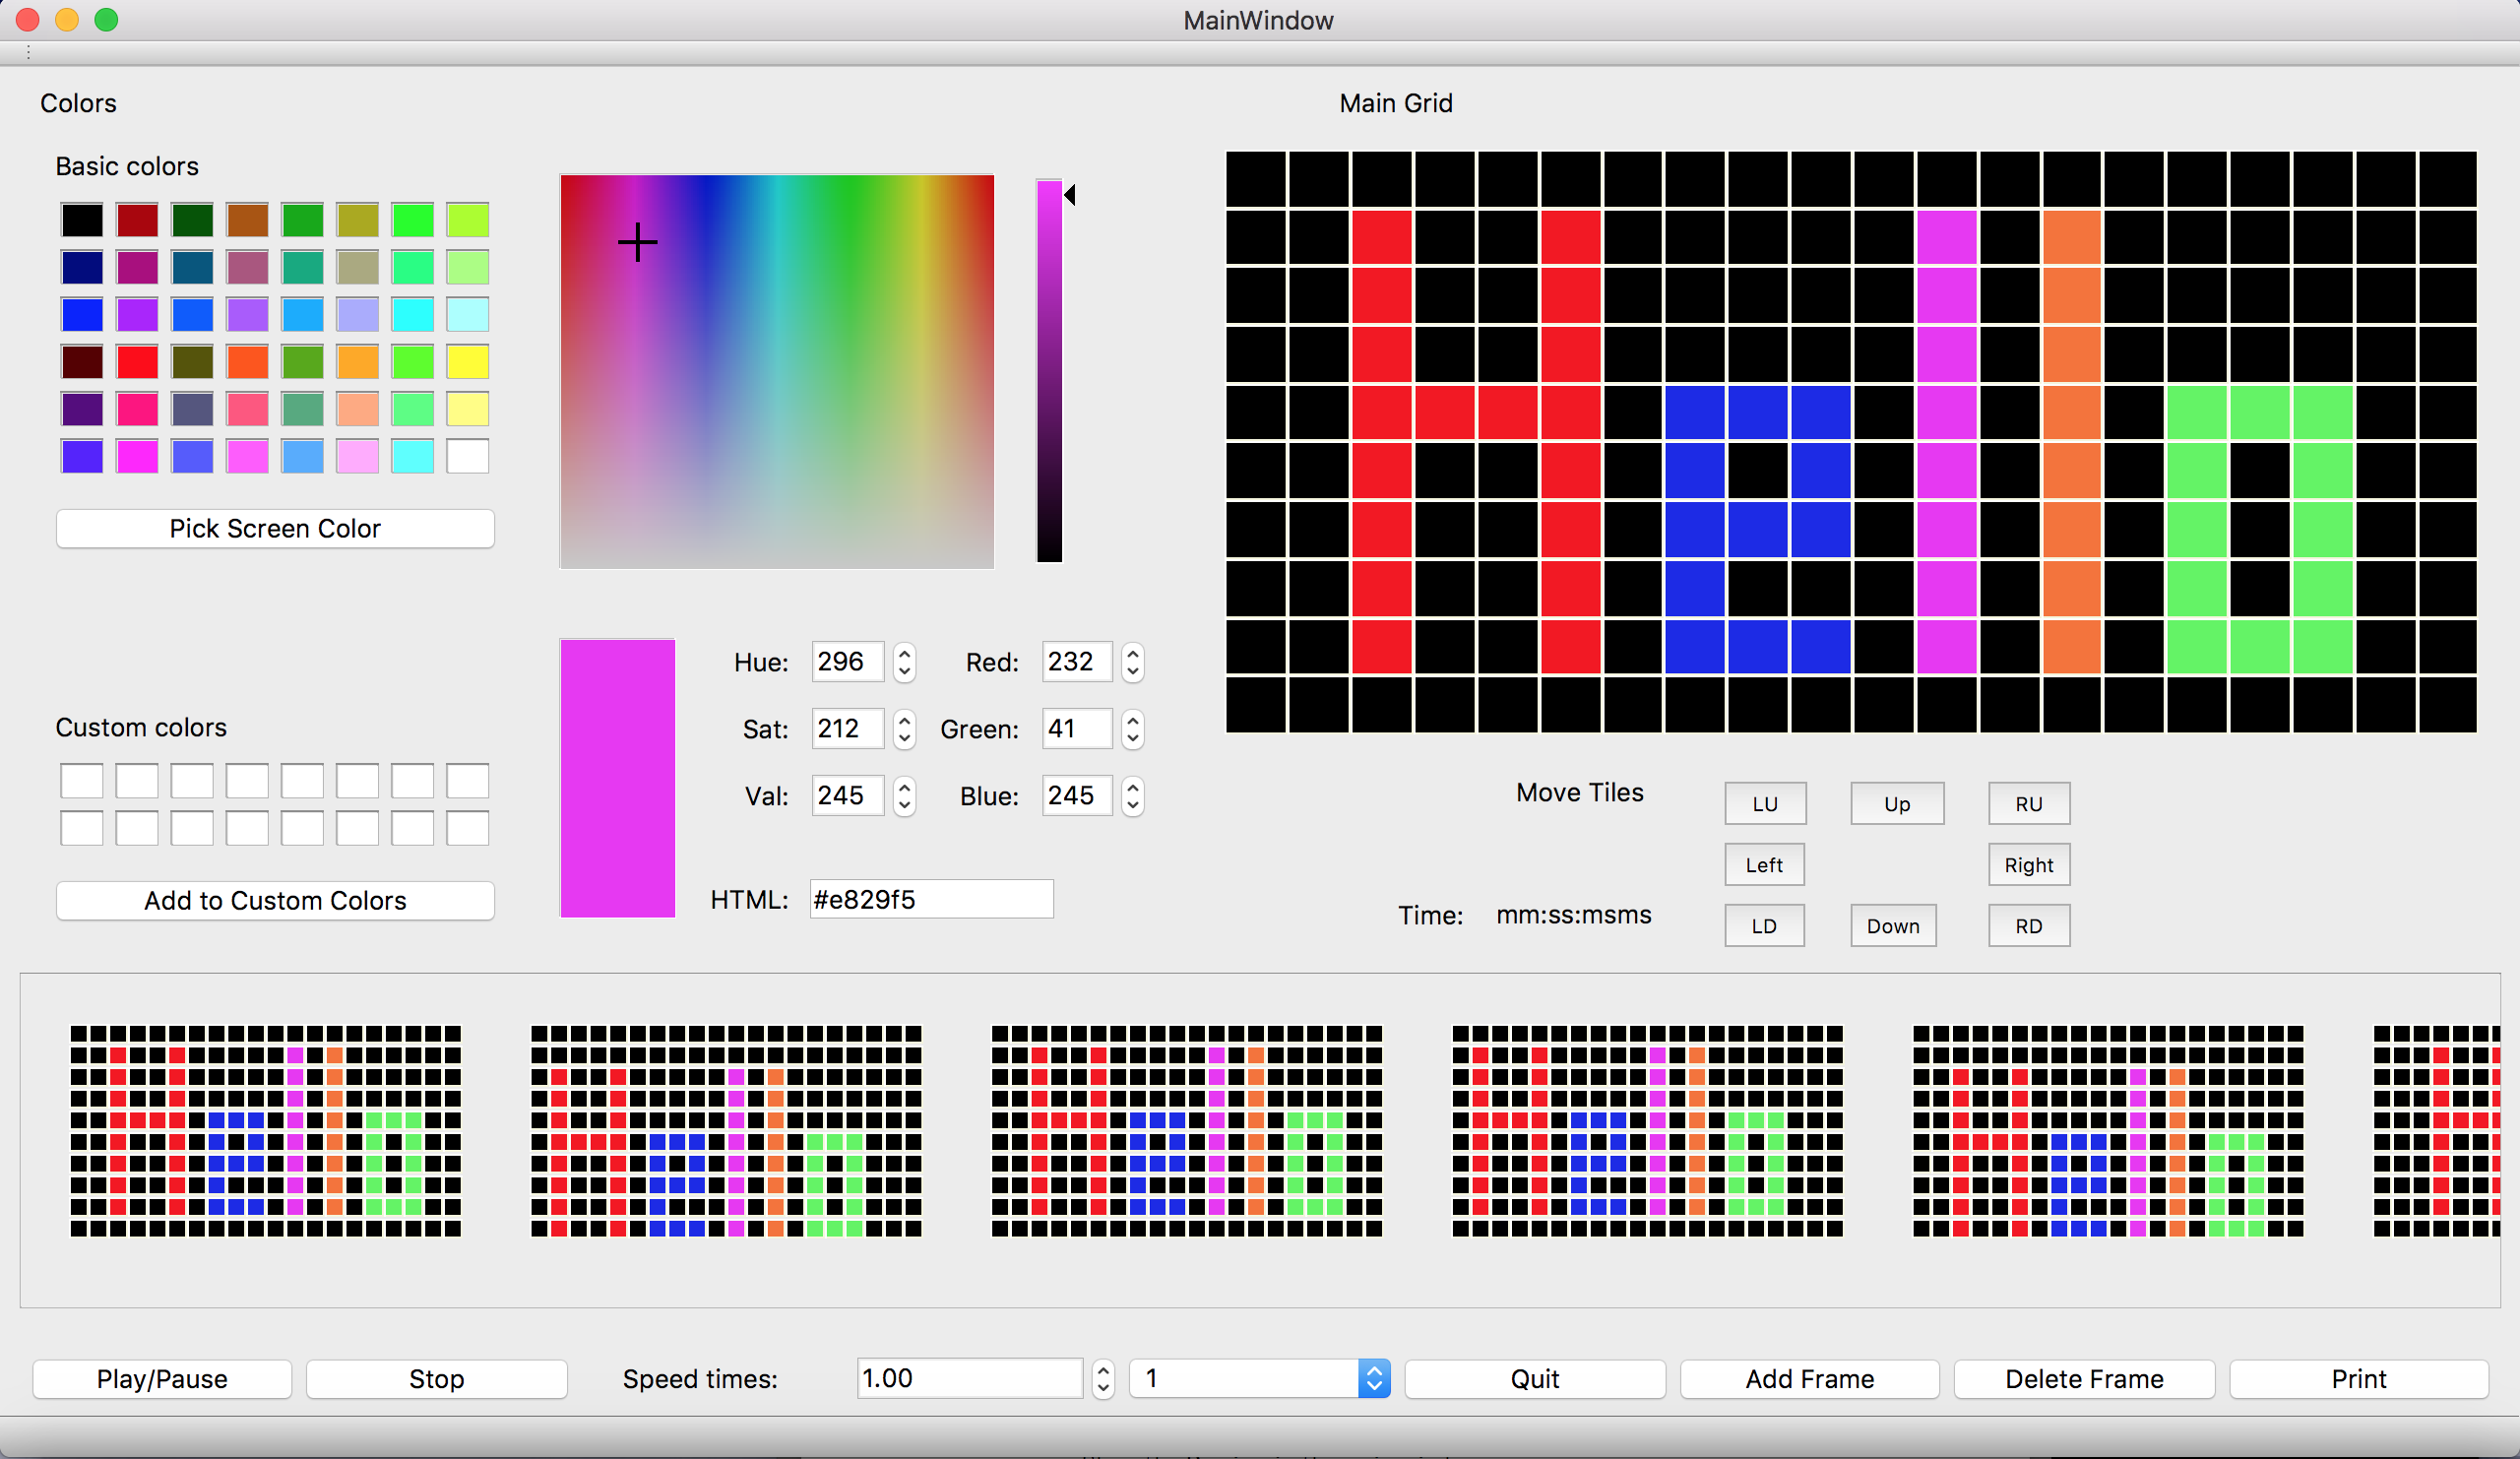 MainWindow
Colors
Main Grid
Basic colors
Pick Screen Color
Hue: 296 Red: 232
Sat: 212 Green: 41
Val: 245 Blue: 245
HTML: #e829f5
Custom colors
Add to Custom Colors
Hello
Move Tiles
LU Up RU
Left Right
LD Down RD
Time: mm:ss:msms
Play/Pause Stop Speed times: 1.00 1 Quit Add Frame Delete Frame Print